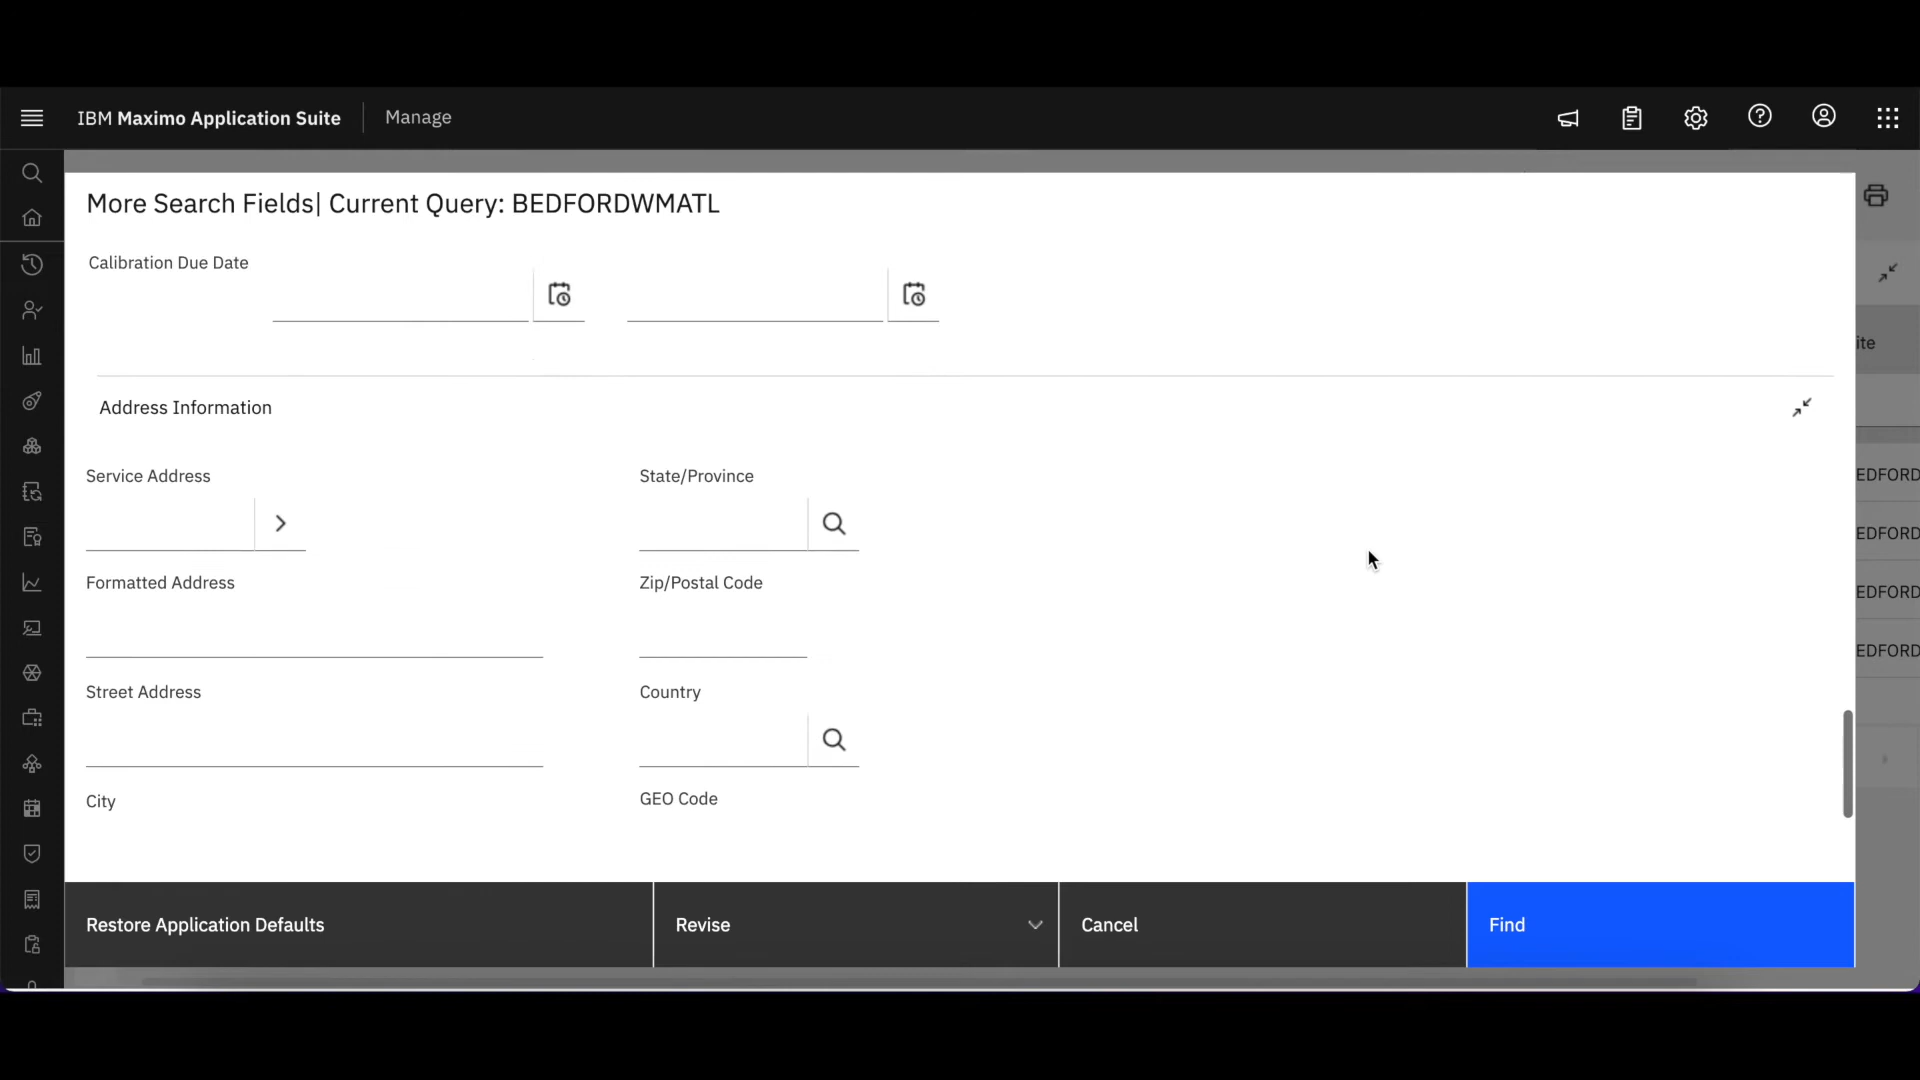 IBM Maximo Application Suite
Manage
More Search Fields| Current Query: BEDFORDWMATL
Calibration Due Date
ite
Address Information
Service Address
State/Province
EDFORD
Formatted Address
Zip/Postal Code
EDFORD
EDFORD
Street Address
Country
EDFORD
City
GEO Code
Restore Application Defaults
Revise
Cancel
Find